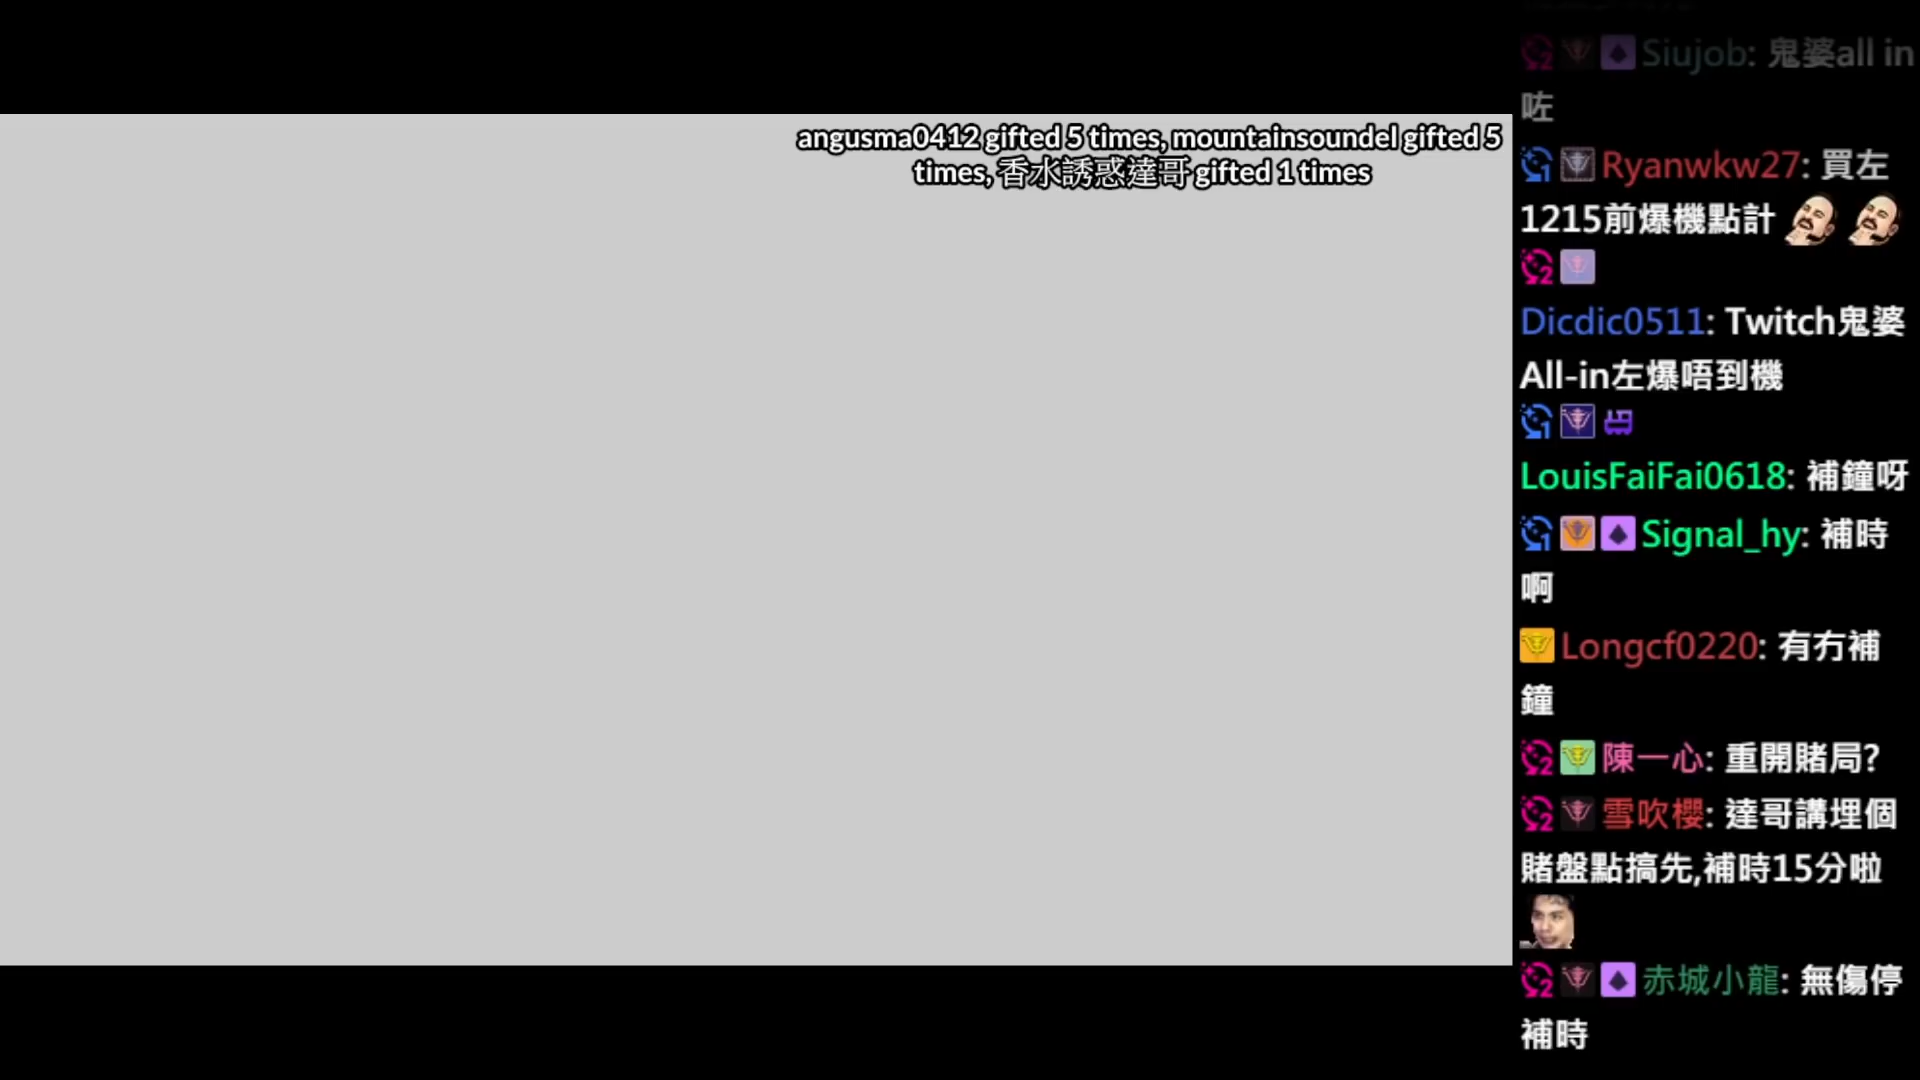 angusma0412 gifted 5 times, mountainsoundel gifted 5
times, 香水誘惑達哥 gifted 1 times
Siujob: 鬼婆all in
咗
Ryanwkw27: 買左
1215前爆機點計
Dicdic0511: Twitch鬼婆
All-in左爆唔到機
LouisFaiFai0618: 補鐘呀
Signal_hy: 補時
啊
Longcf0220: 有冇補
鐘
陳一心: 重開賭局?
雪吹櫻: 達哥講埋個
賭盤點搞先,補時15分啦
赤城小龍: 無傷停
補時